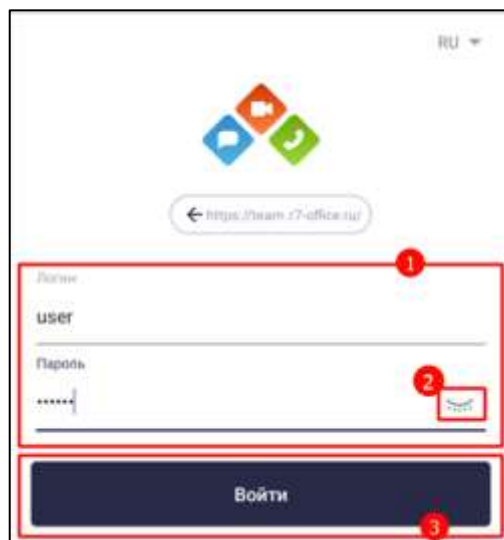 RU
https://team.r7-office.ru/
1
Логин
user
Пароль
2
••••••
Войти
3